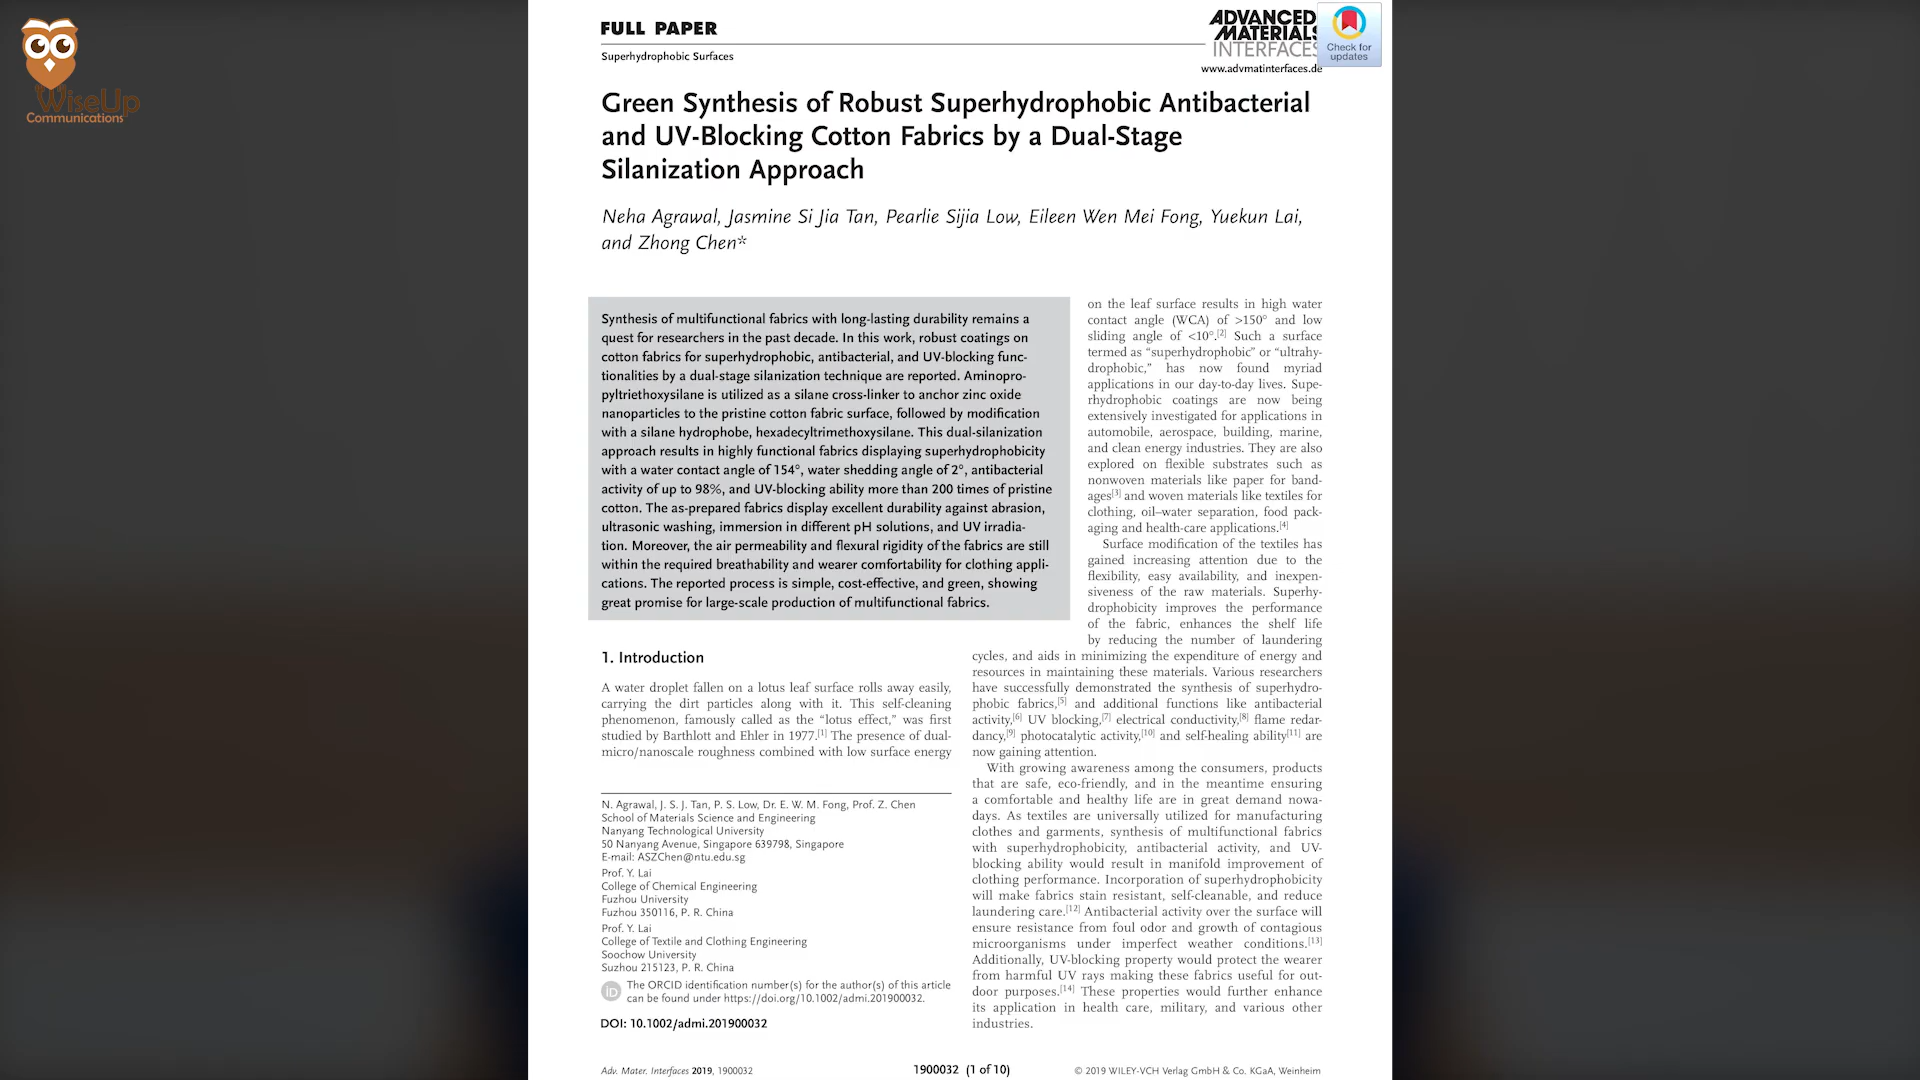 WiseUp
Communications
FULL PAPER
Superhydrophobic Surfaces
ADVANCED
MATERIALS
INTERFACES
www.advmatinterfaces.de
Check for
updates
Green Synthesis of Robust Superhydrophobic Antibacterial
and UV-Blocking Cotton Fabrics by a Dual-Stage
Silanization Approach
Neha Agrawal, Jasmine Si Jia Tan, Pearlie Sijia Low, Eileen Wen Mei Fong, Yuekun Lai,
and Zhong Chen*
Synthesis of multifunctional fabrics with long-lasting durability remains a
quest for researchers in the past decade. In this work, robust coatings on
cotton fabrics for superhydrophobic, antibacterial, and UV-blocking func-
tionalities by a dual-stage silanization technique are reported. Aminopro-
pyltriethoxysilane is utilized as a silane cross-linker to anchor zinc oxide
nanoparticles to the pristine cotton fabric surface, followed by modification
with a silane hydrophobe, hexadecyltrimethoxysilane. This dual-silanization
approach results in highly functional fabrics displaying superhydrophobicity
with a water contact angle of 154°, water shedding angle of 2°, antibacterial
activity of up to 98%, and UV-blocking ability more than 200 times of pristine
cotton. The as-prepared fabrics display excellent durability against abrasion,
ultrasonic washing, immersion in different pH solutions, and UV irradia-
tion. Moreover, the air permeability and flexural rigidity of the fabrics are still
within the required breathability and wearer comfortability for clothing appli-
cations. The reported process is simple, cost-effective, and green, showing
great promise for large-scale production of multifunctional fabrics.
1. Introduction
A water droplet fallen on a lotus leaf surface rolls away easily,
carrying the dirt particles along with it. This self-cleaning
phenomenon, famously called as the “lotus effect,” was first
studied by Barthlott and Ehler in 1977.[1] The presence of dual-
micro/nanoscale roughness combined with low surface energy
N. Agrawal, J. S. J. Tan, P. S. Low, Dr. E. W. M. Fong, Prof. Z. Chen
School of Materials Science and Engineering
Nanyang Technological University
50 Nanyang Avenue, Singapore 639798, Singapore
E-mail: ASZChen@ntu.edu.sg
Prof. Y. Lai
College of Chemical Engineering
Fuzhou University
Fuzhou 350116, P. R. China
Prof. Y. Lai
College of Textile and Clothing Engineering
Soochow University
Suzhou 215123, P. R. China
iD
The ORCID identification number(s) for the author(s) of this article
can be found under https://doi.org/10.1002/admi.201900032.
DOI: 10.1002/admi.201900032
on the leaf surface results in high water
contact angle (WCA) of >150° and low
sliding angle of <10°.[2] Such a surface
termed as “superhydrophobic” or “ultrahy-
drophobic,” has now found myriad
applications in our day-to-day lives. Supe-
rhydrophobic coatings are now being
extensively investigated for applications in
automobile, aerospace, building, marine,
and clean energy industries. They are also
explored on flexible substrates such as
nonwoven materials like paper for band-
ages[3] and woven materials like textiles for
clothing, oil–water separation, food pack-
aging and health-care applications.[4]
Surface modification of the textiles has
gained increasing attention due to the
flexibility, easy availability, and inexpen-
siveness of the raw materials. Superhy-
drophobicity improves the performance
of the fabric, enhances the shelf life
by reducing the number of laundering
cycles, and aids in minimizing the expenditure of energy and
resources in maintaining these materials. Various researchers
have successfully demonstrated the synthesis of superhydro-
phobic fabrics,[5] and additional functions like antibacterial
activity,[6] UV blocking,[7] electrical conductivity,[8] flame redar-
dancy,[9] photocatalytic activity,[10] and self-healing ability[11] are
now gaining attention.
With growing awareness among the consumers, products
that are safe, eco-friendly, and in the meantime ensuring
a comfortable and healthy life are in great demand nowa-
days. As textiles are universally utilized for manufacturing
clothes and garments, synthesis of multifunctional fabrics
with superhydrophobicity, antibacterial activity, and UV-
blocking ability would result in manifold improvement of
clothing performance. Incorporation of superhydrophobicity
will make fabrics stain resistant, self-cleanable, and reduce
laundering care.[12] Antibacterial activity over the surface will
ensure resistance from foul odor and growth of contagious
microorganisms under imperfect weather conditions.[13]
Additionally, UV-blocking property would protect the wearer
from harmful UV rays making these fabrics useful for out-
door purposes.[14] These properties would further enhance
its application in health care, military, and various other
industries.
Adv. Mater. Interfaces 2019, 1900032
1900032 (1 of 10)
© 2019 WILEY-VCH Verlag GmbH & Co. KGaA, Weinheim